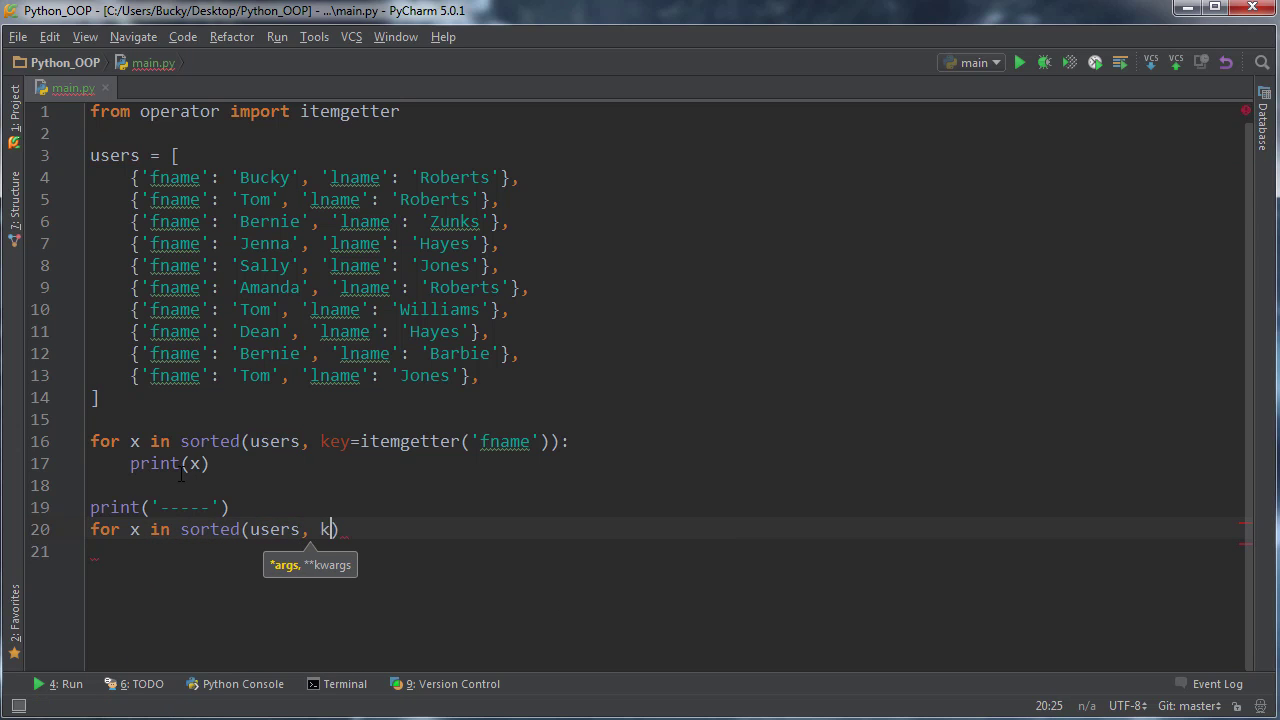 Python_OOP - [C:/Users/Bucky/Desktop/Python_OOP] - ...\main.py - PyCharm 5.0.1
File Edit View Navigate Code Refactor Run Tools VCS Window Help
Python_OOP main.py main VCS VCS
main.py ×
1: Project
7: Structure
2: Favorites
Database
1 from operator import itemgetter
2
3 users = [
4 {'fname': 'Bucky', 'lname': 'Roberts'},
5 {'fname': 'Tom', 'lname': 'Roberts'},
6 {'fname': 'Bernie', 'lname': 'Zunks'},
7 {'fname': 'Jenna', 'lname': 'Hayes'},
8 {'fname': 'Sally', 'lname': 'Jones'},
9 {'fname': 'Amanda', 'lname': 'Roberts'},
10 {'fname': 'Tom', 'lname': 'Williams'},
11 {'fname': 'Dean', 'lname': 'Hayes'},
12 {'fname': 'Bernie', 'lname': 'Barbie'},
13 {'fname': 'Tom', 'lname': 'Jones'},
14 ]
15
16 for x in sorted(users, key=itemgetter('fname')):
17 print(x)
18
19 print('-----')
20 for x in sorted(users, k)
*args, **kwargs
21
4: Run 6: TODO Python Console Terminal 9: Version Control Event Log
20:25 n/a UTF-8 Git: master